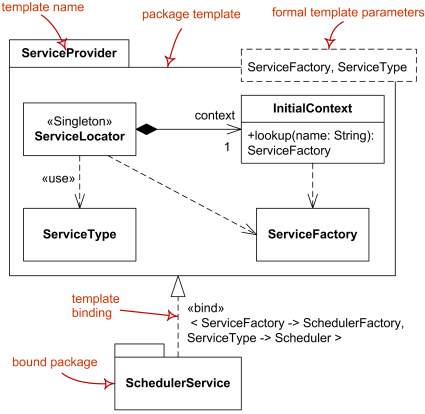 template name
package template
formal template parameters
ServiceProvider
ServiceFactory, ServiceType
«Singleton»
ServiceLocator
context
1
InitialContext
+lookup(name: String):
ServiceFactory
«use»
ServiceType
ServiceFactory
template
binding
«bind»
< ServiceFactory -> SchedulerFactory,
ServiceType -> Scheduler >
bound package
SchedulerService